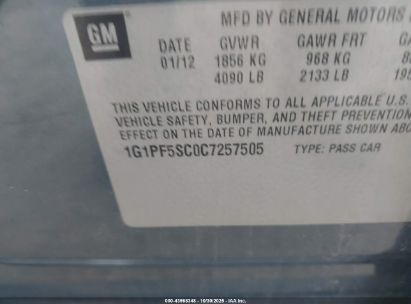 GM
MFD BY GENERAL MOTORS
DATE GVWR GAWR FRT
01/12 1856 KG 968 KG
4090 LB 2133 LB
THIS VEHICLE CONFORMS TO ALL APPLICABLE U.S.
VEHICLE SAFETY, BUMPER, AND THEFT PREVENTION
EFFECT ON THE DATE OF MANUFACTURE SHOWN
1G1PF5SC0C7257505 TYPE: PASS CAR